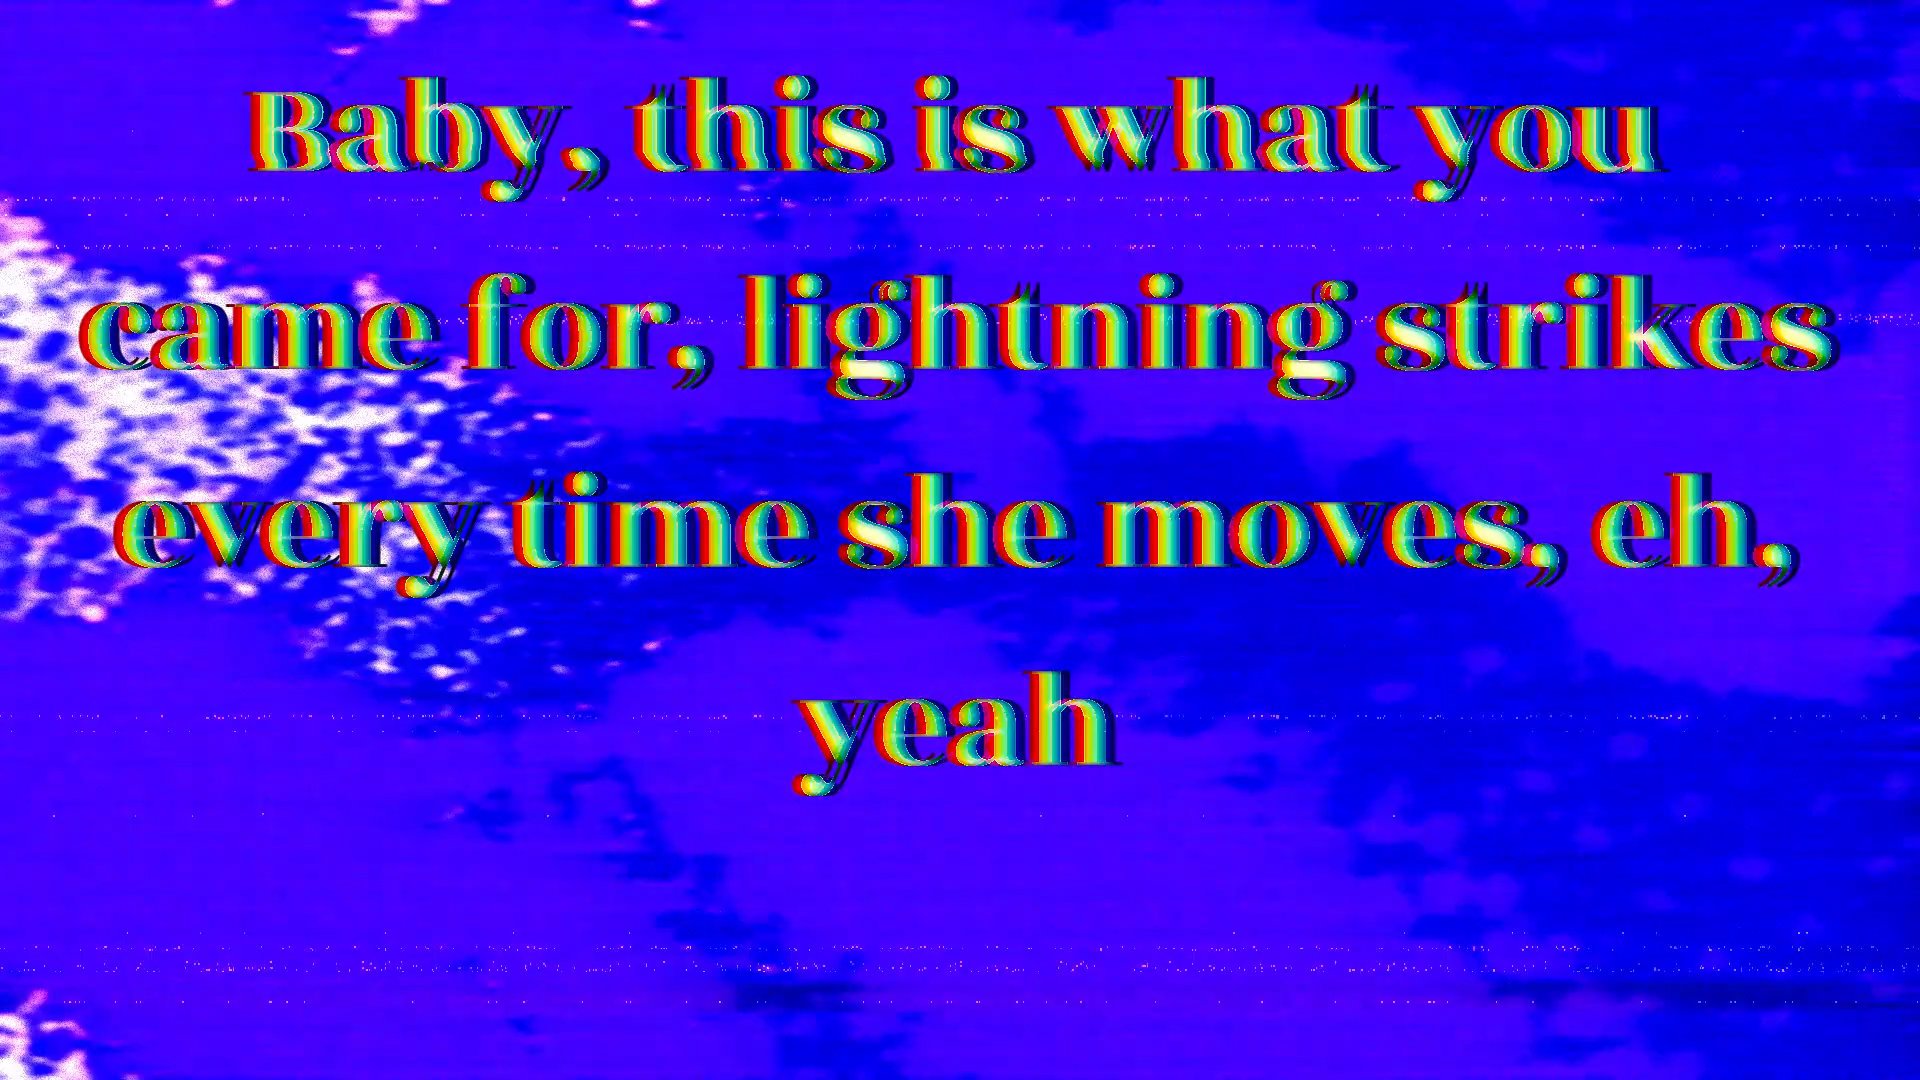 Baby, this is what you
came for, lightning strikes
every time she moves, eh,
yeah